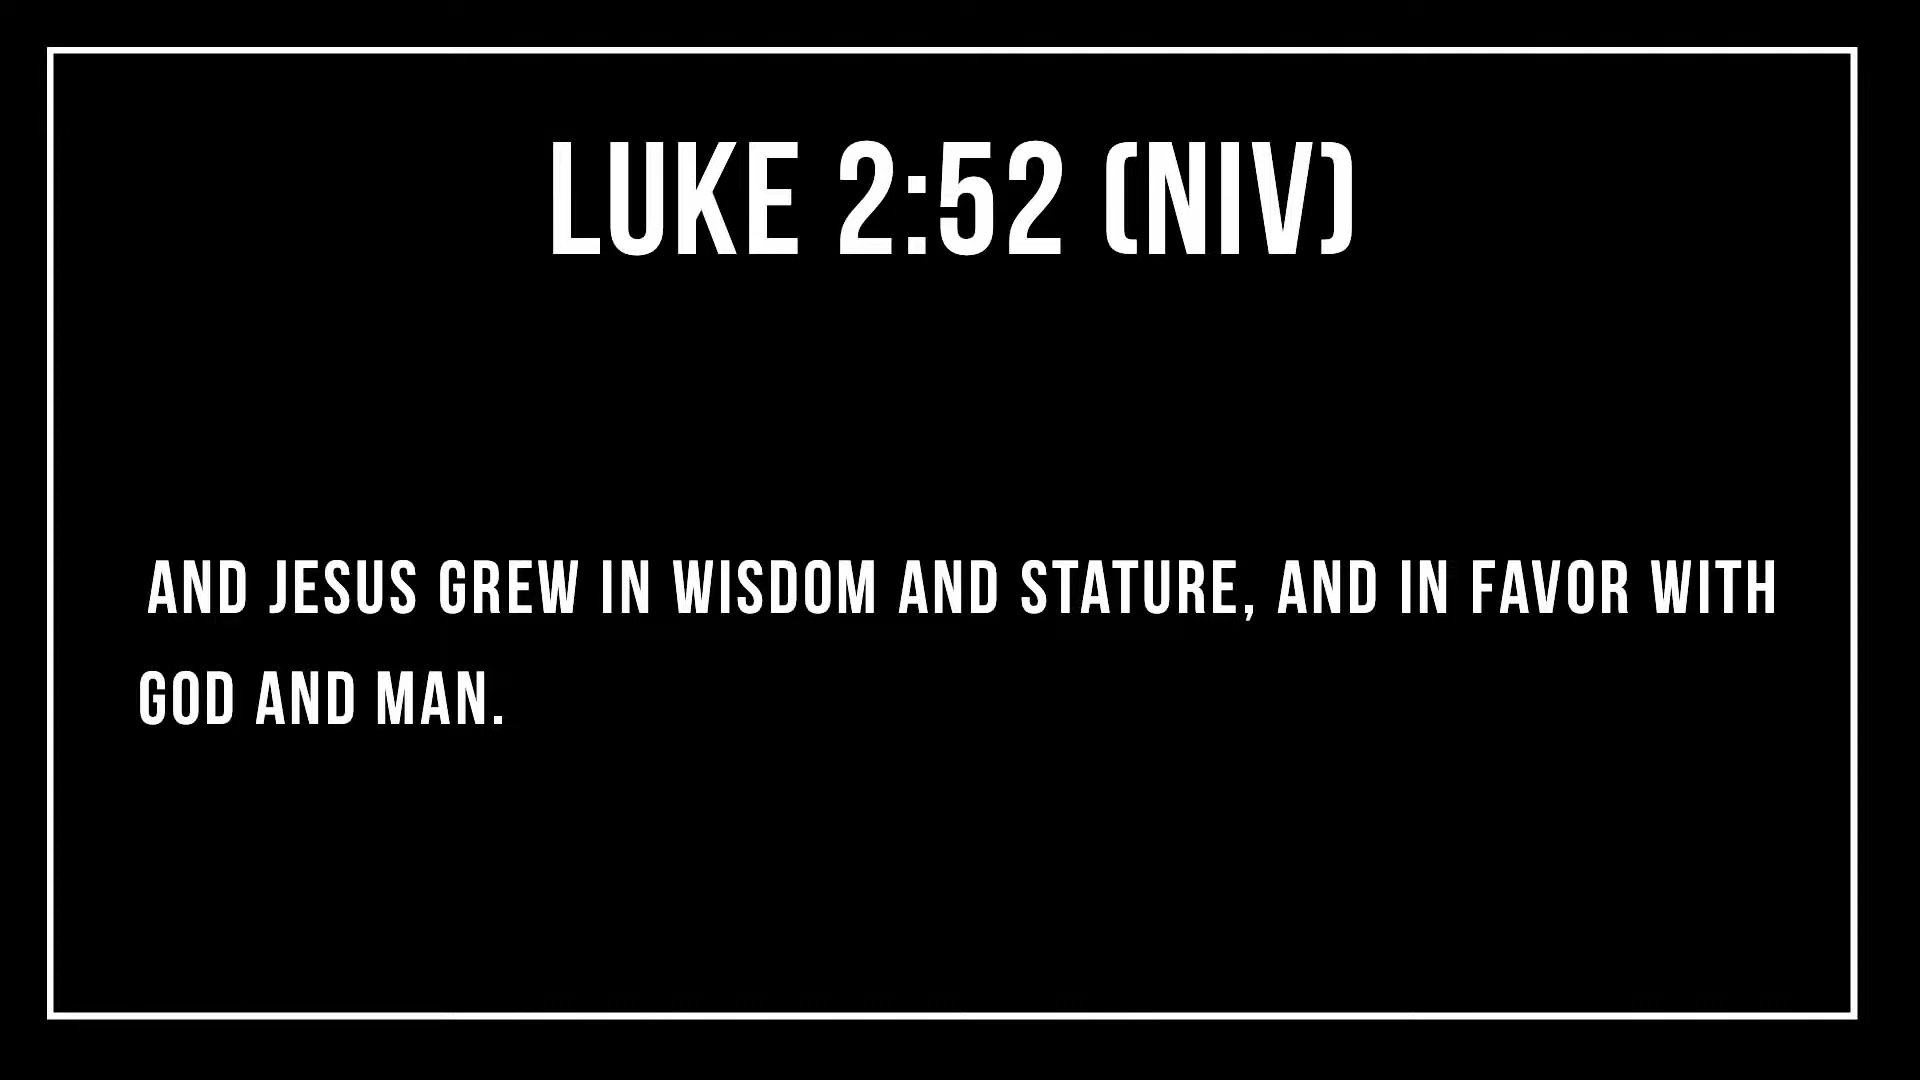 LUKE 2:52 (NIV)
AND JESUS GREW IN WISDOM AND STATURE, AND IN FAVOR WITH
GOD AND MAN.